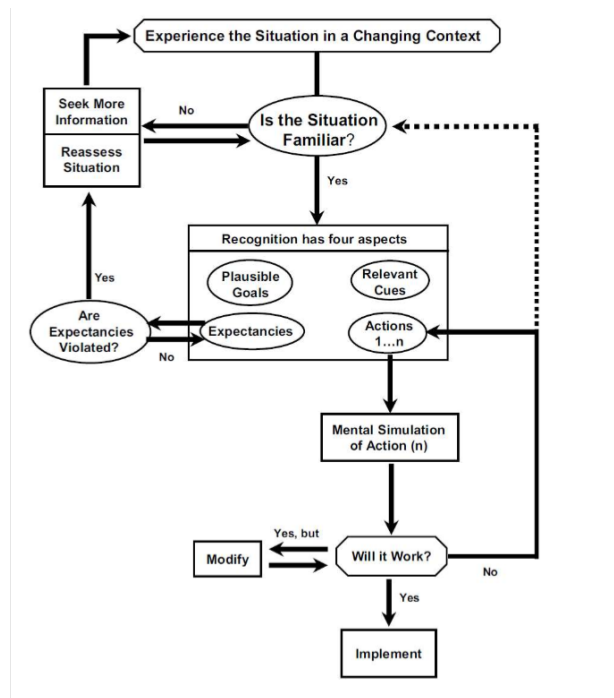 Experience the Situation in a Changing Context
Seek More
Information
Reassess
Situation
No
Is the Situation
Familiar?
Yes
Recognition has four aspects
Plausible
Goals
Relevant
Cues
Yes
Are
Expectancies
Violated?
No
Expectancies
Actions
1...n
Mental Simulation
of Action (n)
Yes, but
Modify
Will it Work?
No
Yes
Implement